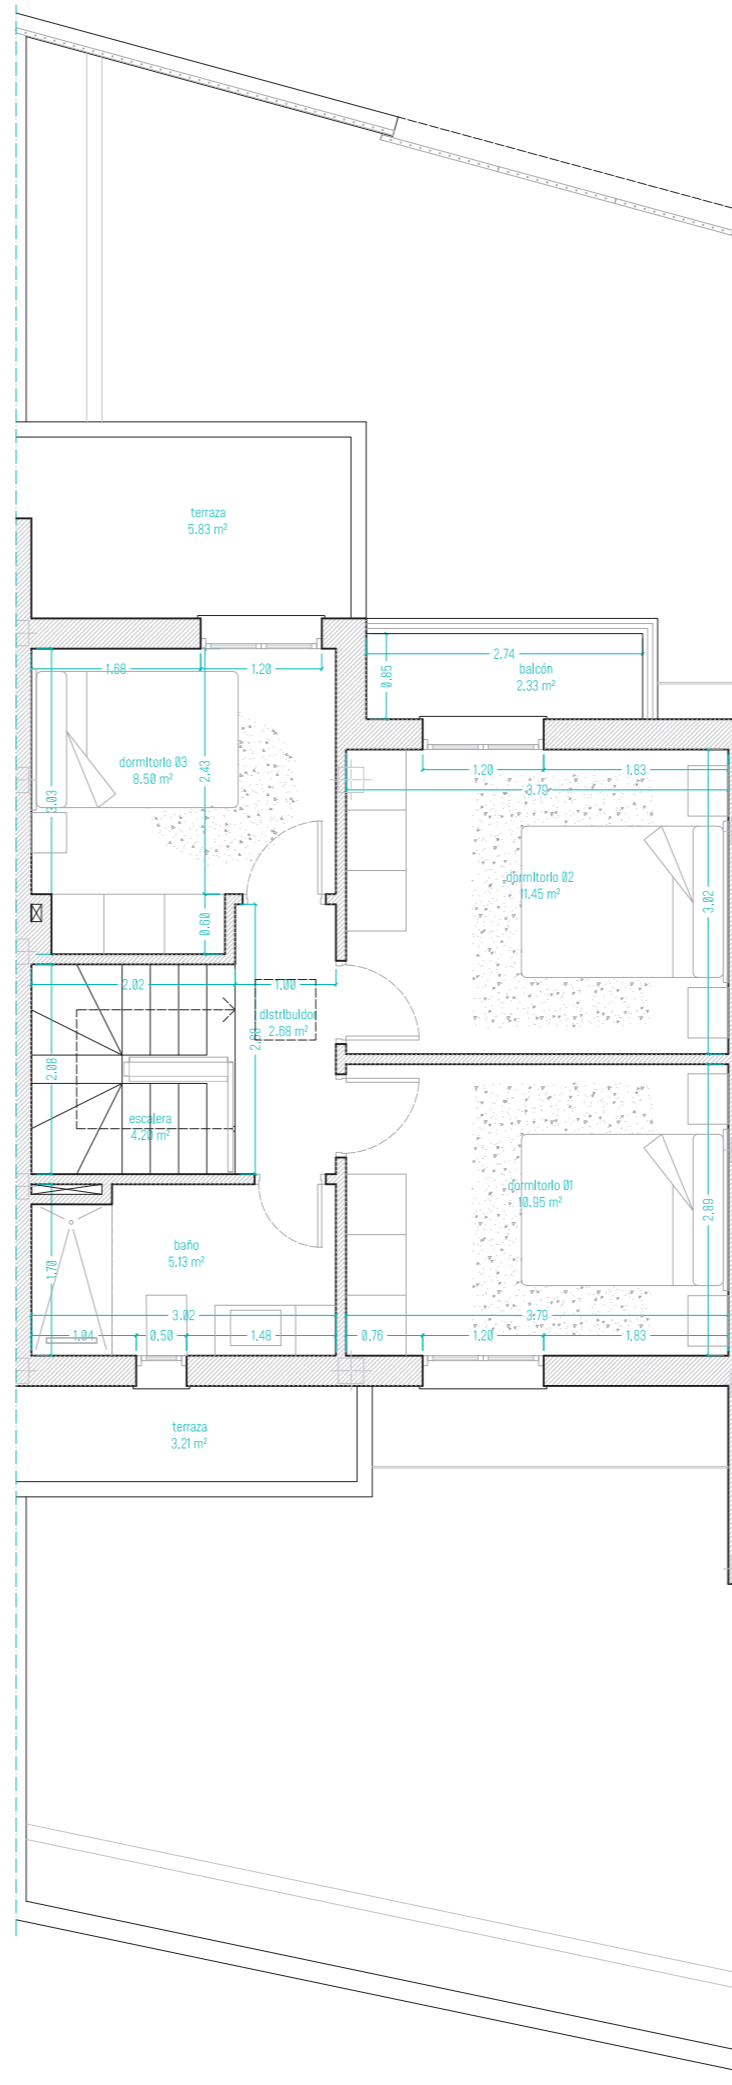 terraza
5.83 m²
1.68
1.20
2.74
0.85
balcón
2.33 m²
dormitorio 03
8.50 m²
2.43
3.03
1.20
1.83
3.79
dormitorio 02
11.45 m²
3.02
0.60
2.02
1.00
distribuidor
2.68 m²
2.08
escalera
4.20 m²
dormitorio 01
10.95 m²
2.89
baño
5.13 m²
1.70
3.02
3.79
1.04
0.50
1.48
0.76
1.20
1.83
terraza
3.21 m²